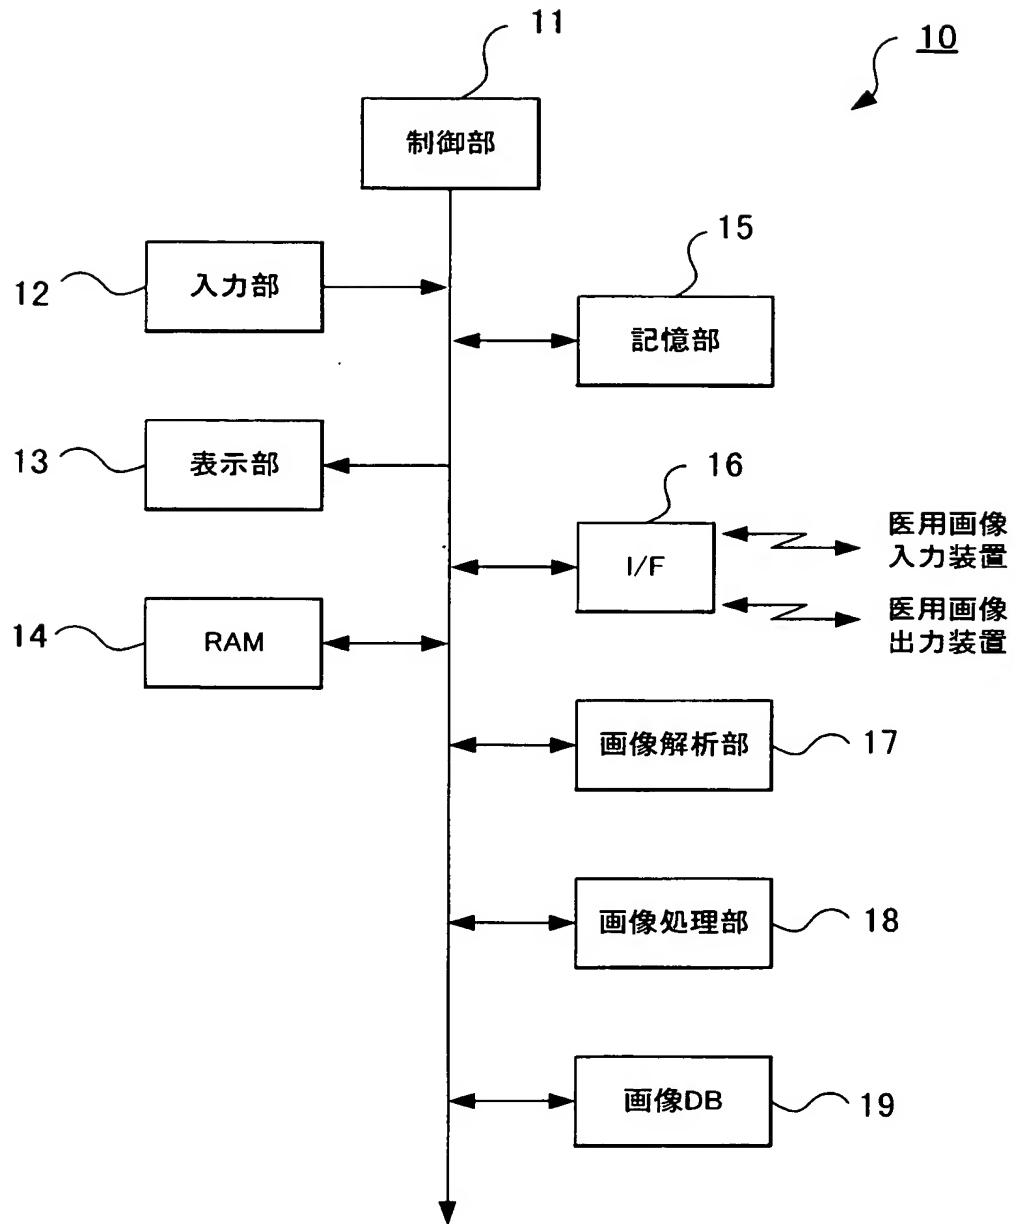 11
10
制御部
15
12
入力部
記憶部
13
表示部
16
医用画像
入力装置
I/F
医用画像
出力装置
14
RAM
画像解析部
17
画像処理部
18
画像DB
19